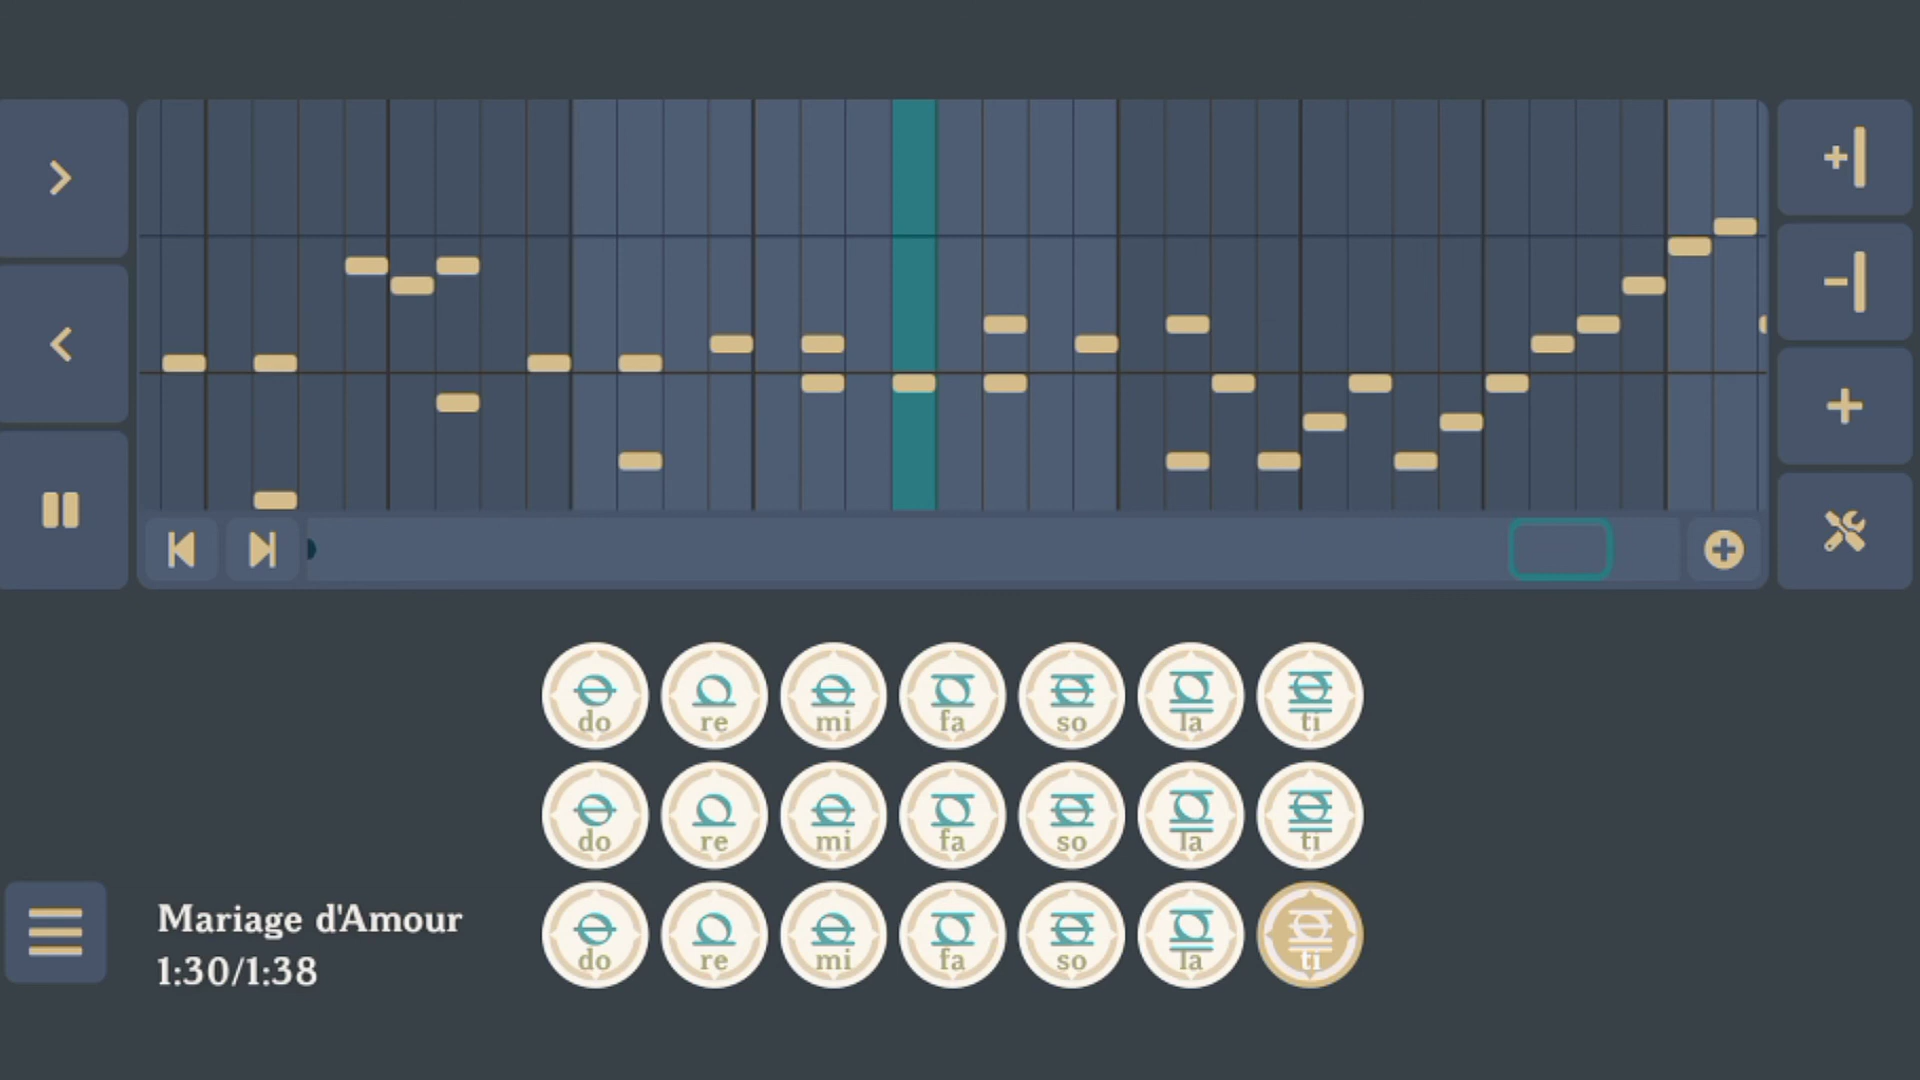 do re mi fa so la ti
do re mi fa so la ti
do re mi fa so la ti
Mariage d'Amour
1:30/1:38